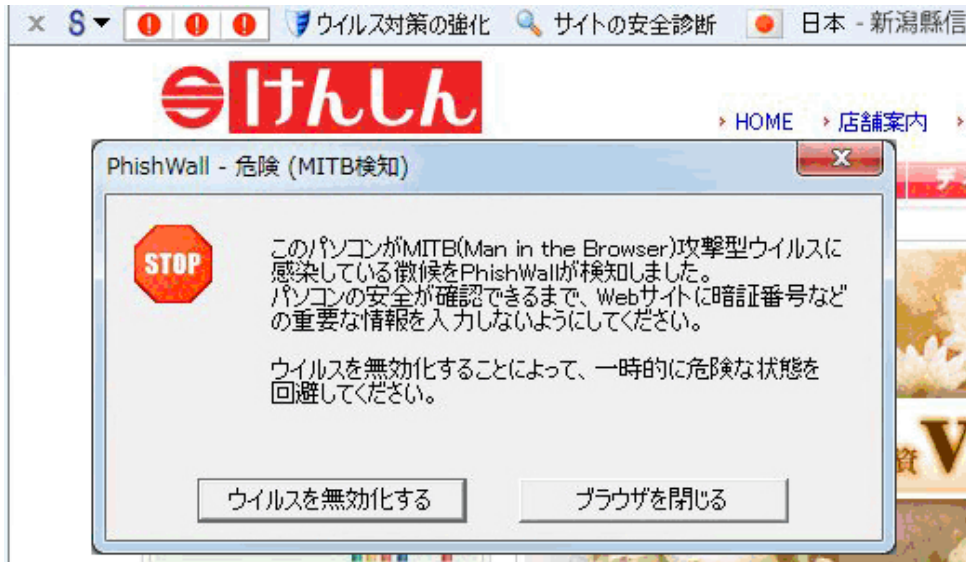 × S▼ ウイルス対策の強化 サイトの安全診断 日本 - 新潟縣信
けんしん
HOME 店舗案内
PhishWall - 危険 (MITB検知)
STOP
このパソコンがMITB(Man in the Browser)攻撃型ウイルスに
感染している徴候をPhishWallが検知しました。
パソコンの安全が確認できるまで、Webサイトに暗証番号など
の重要な情報を入力しないようにしてください。
ウイルスを無効化することによって、一時的に危険な状態を
回避してください。
資 V
ウイルスを無効化する ブラウザを閉じる